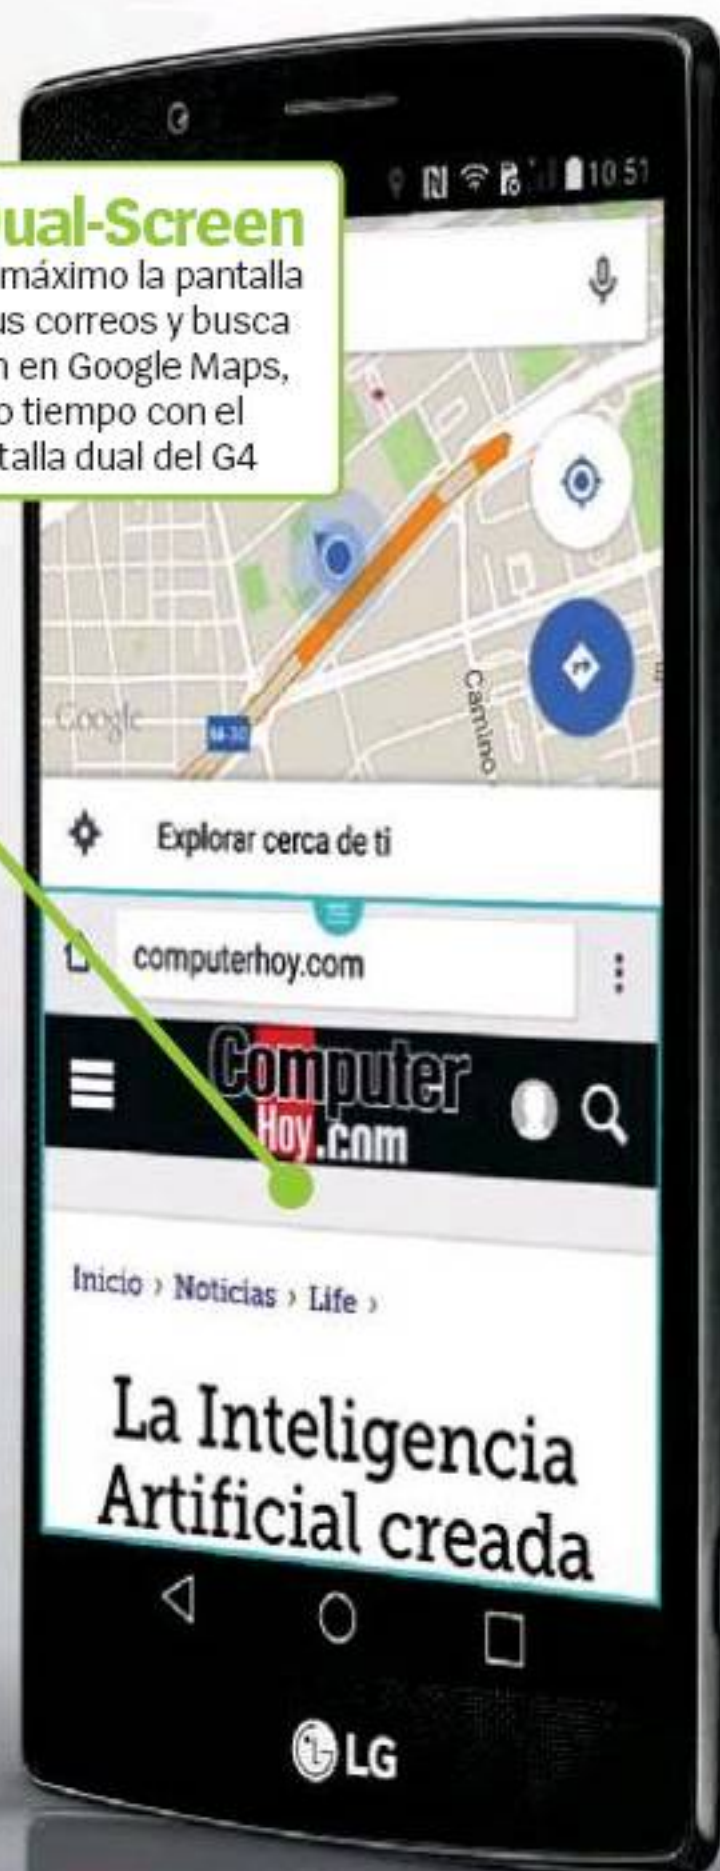 10:51
ual-Screen
máximo la pantalla
us correos y busca
n en Google Maps,
o tiempo con el
talla dual del G4
Camino
Google
M-30
Explorar cerca de ti
computerhoy.com
Computer
Hoy.com
Inicio › Noticias › Life ›
La Inteligencia
Artificial creada
LG